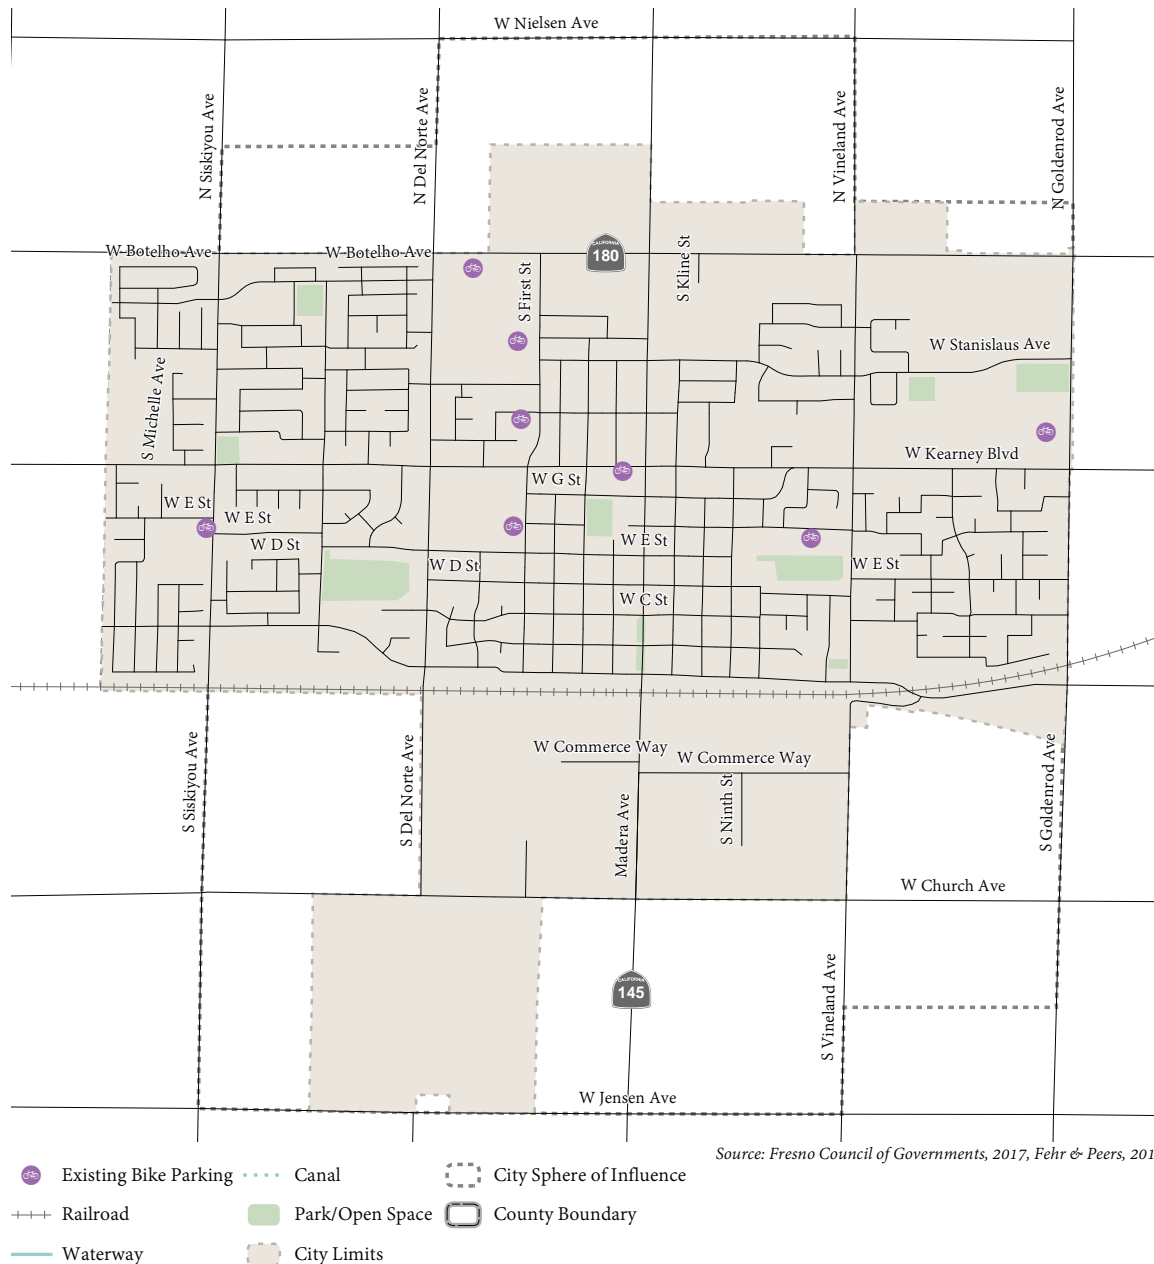 W Nielsen Ave
N Siskiyou Ave
N Del Norte Ave
N Vineland Ave
N Goldenrod Ave
W Botelho Ave
W Botelho Ave
CALIFORNIA
180
S Kline St
S First St
W Stanislaus Ave
S Michelle Ave
W Kearney Blvd
W G St
W E St
W E St
W E St
W D St
W D St
W E St
W C St
W Commerce Way
W Commerce Way
S Siskiyou Ave
S Del Norte Ave
Madera Ave
S Ninth St
S Goldenrod Ave
W Church Ave
CALIFORNIA
145
S Vineland Ave
W Jensen Ave
Source: Fresno Council of Governments, 2017, Fehr & Peers, 201
Existing Bike Parking
Canal
City Sphere of Influence
Railroad
Park/Open Space
County Boundary
Waterway
City Limits